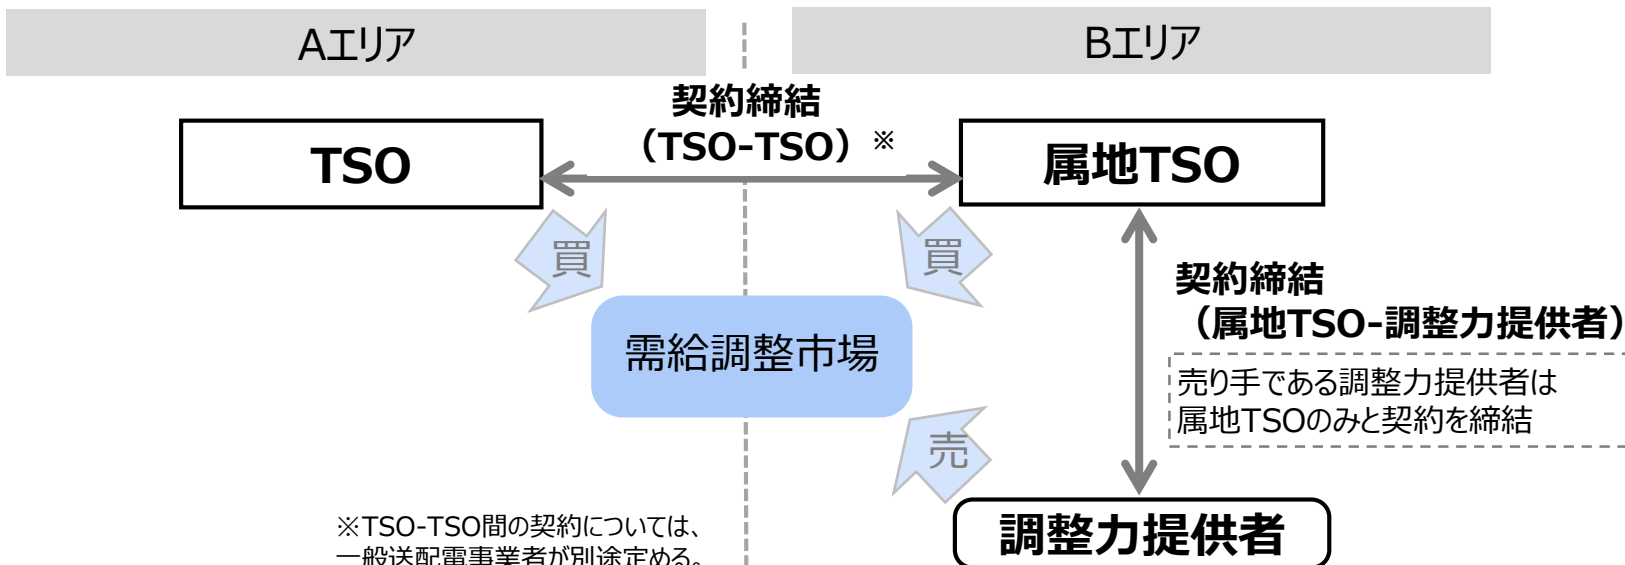 Aエリア
Bエリア
契約締結
（TSO-TSO）※
TSO
属地TSO
買
買
需給調整市場
契約締結
（属地TSO-調整力提供者）
売り手である調整力提供者は
属地TSOのみと契約を締結
売
調整力提供者
※TSO-TSO間の契約については、
一般送配電事業者が別途定める。